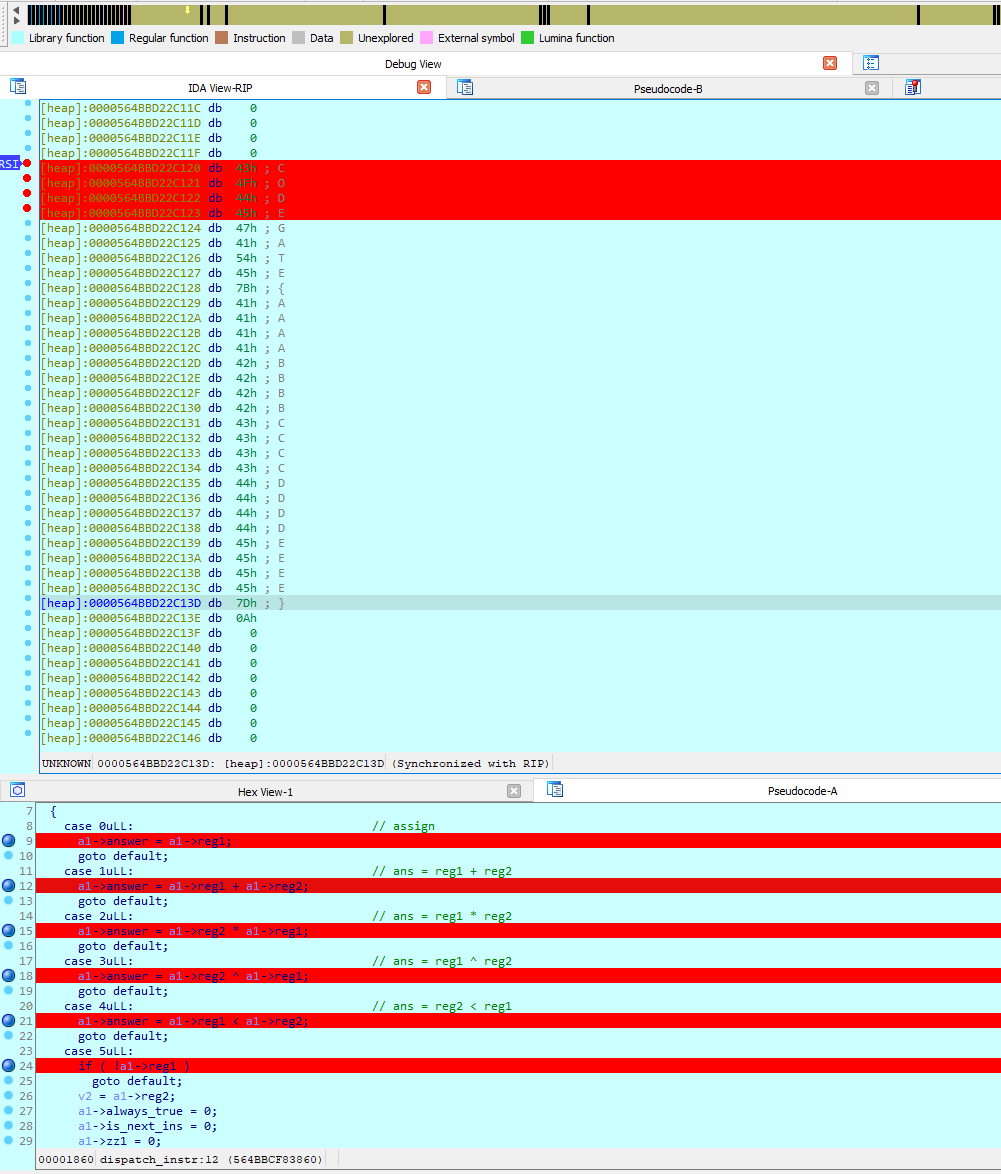 Library function Regular function Instruction Data Unexplored External symbol Lumina function
Debug View
IDA View-RIP Pseudocode-B
[heap]:0000564BBD22C11C db 0
[heap]:0000564BBD22C11D db 0
[heap]:0000564BBD22C11E db 0
[heap]:0000564BBD22C11F db 0
RSI [heap]:0000564BBD22C120 db 43h ; C
[heap]:0000564BBD22C121 db 4Fh ; O
[heap]:0000564BBD22C122 db 44h ; D
[heap]:0000564BBD22C123 db 45h ; E
[heap]:0000564BBD22C124 db 47h ; G
[heap]:0000564BBD22C125 db 41h ; A
[heap]:0000564BBD22C126 db 54h ; T
[heap]:0000564BBD22C127 db 45h ; E
[heap]:0000564BBD22C128 db 7Bh ; {
[heap]:0000564BBD22C129 db 41h ; A
[heap]:0000564BBD22C12A db 41h ; A
[heap]:0000564BBD22C12B db 41h ; A
[heap]:0000564BBD22C12C db 41h ; A
[heap]:0000564BBD22C12D db 42h ; B
[heap]:0000564BBD22C12E db 42h ; B
[heap]:0000564BBD22C12F db 42h ; B
[heap]:0000564BBD22C130 db 42h ; B
[heap]:0000564BBD22C131 db 43h ; C
[heap]:0000564BBD22C132 db 43h ; C
[heap]:0000564BBD22C133 db 43h ; C
[heap]:0000564BBD22C134 db 43h ; C
[heap]:0000564BBD22C135 db 44h ; D
[heap]:0000564BBD22C136 db 44h ; D
[heap]:0000564BBD22C137 db 44h ; D
[heap]:0000564BBD22C138 db 44h ; D
[heap]:0000564BBD22C139 db 45h ; E
[heap]:0000564BBD22C13A db 45h ; E
[heap]:0000564BBD22C13B db 45h ; E
[heap]:0000564BBD22C13C db 45h ; E
[heap]:0000564BBD22C13D db 7Dh ; }
[heap]:0000564BBD22C13E db 0Ah
[heap]:0000564BBD22C13F db 0
[heap]:0000564BBD22C140 db 0
[heap]:0000564BBD22C141 db 0
[heap]:0000564BBD22C142 db 0
[heap]:0000564BBD22C143 db 0
[heap]:0000564BBD22C144 db 0
[heap]:0000564BBD22C145 db 0
[heap]:0000564BBD22C146 db 0
UNKNOWN 0000564BBD22C13D: [heap]:0000564BBD22C13D (Synchronized with RIP)
Hex View-1 Pseudocode-A
7 {
8 case 0uLL: // assign
9 a1->answer = a1->reg1;
10 goto default;
11 case 1uLL: // ans = reg1 + reg2
12 a1->answer = a1->reg1 + a1->reg2;
13 goto default;
14 case 2uLL: // ans = reg1 * reg2
15 a1->answer = a1->reg2 * a1->reg1;
16 goto default;
17 case 3uLL: // ans = reg1 ^ reg2
18 a1->answer = a1->reg2 ^ a1->reg1;
19 goto default;
20 case 4uLL: // ans = reg2 < reg1
21 a1->answer = a1->reg1 < a1->reg2;
22 goto default;
23 case 5uLL:
24 if ( !a1->reg1 )
25 goto default;
26 v2 = a1->reg2;
27 a1->always_true = 0;
28 a1->is_next_ins = 0;
29 a1->zz1 = 0;
00001860 dispatch_instr:12 (564BBCF83860)